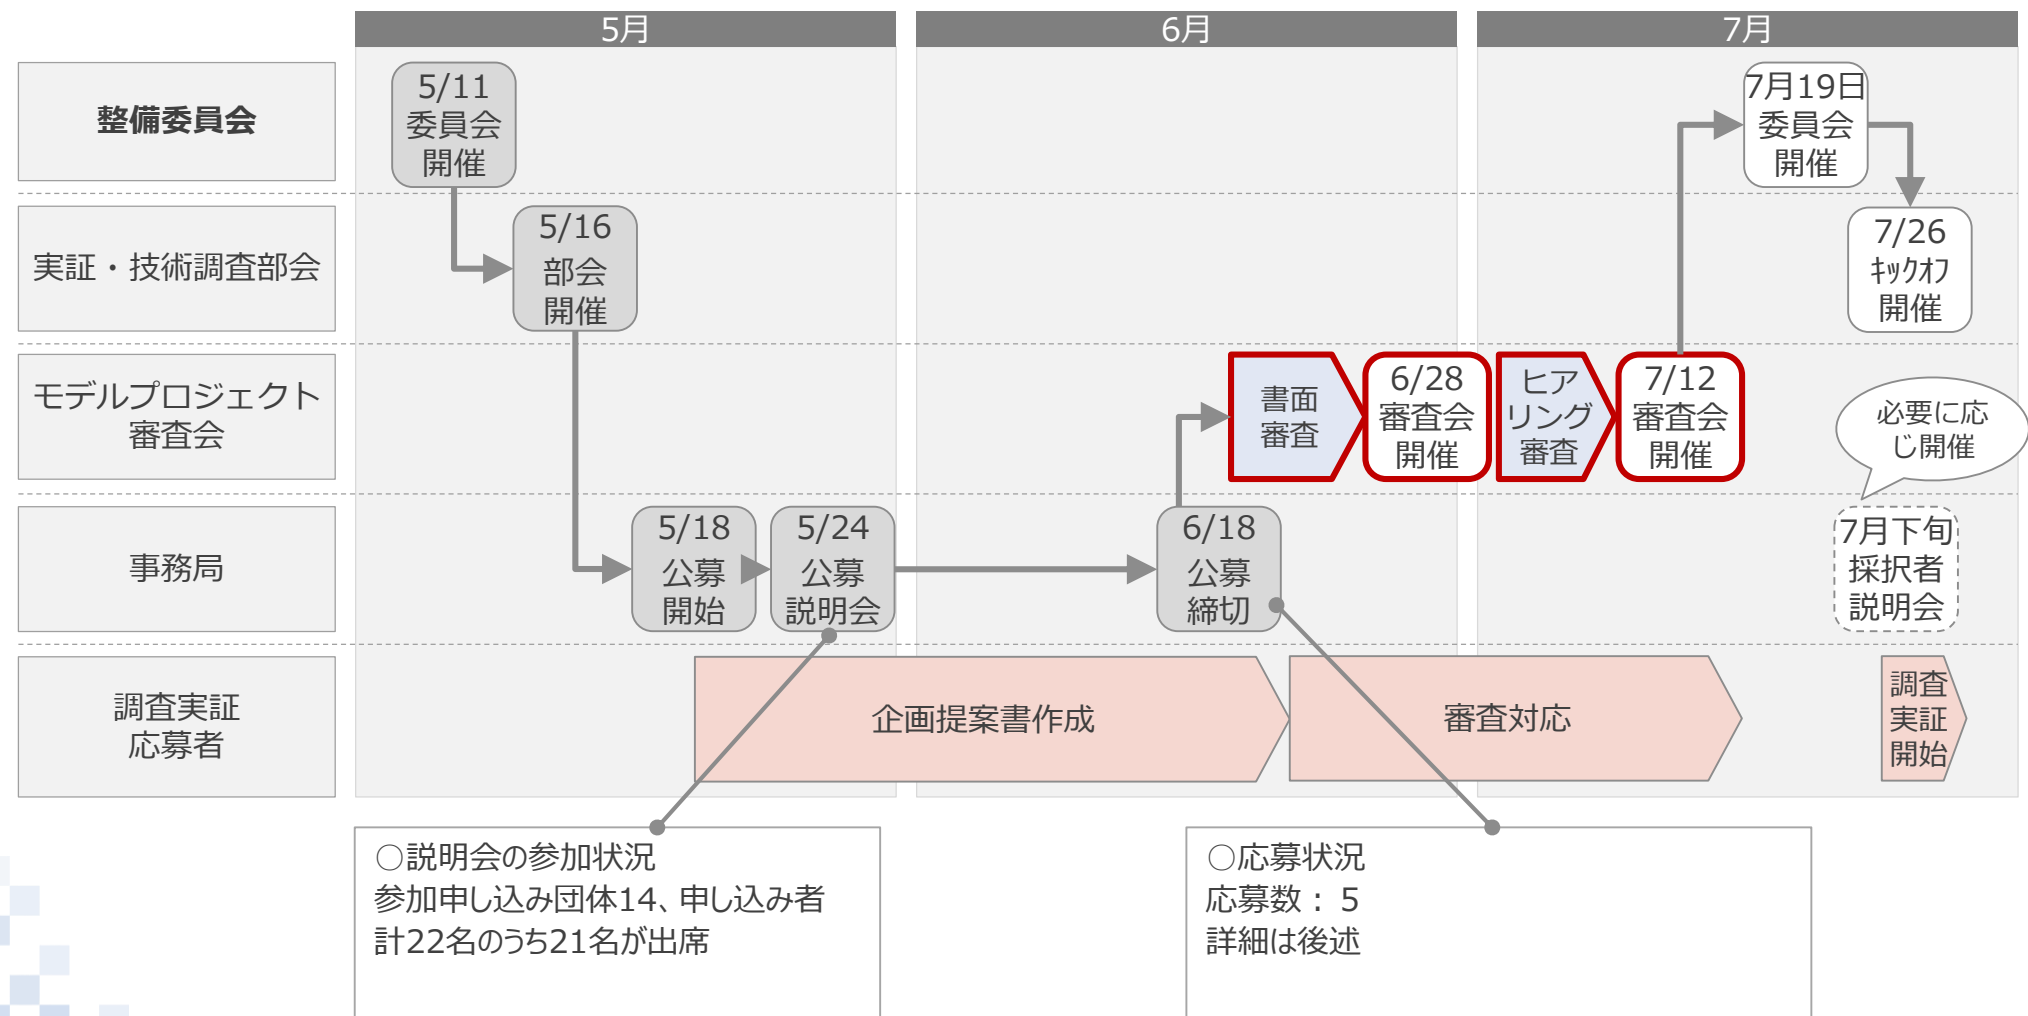 5月
6月
7月
整備委員会
5/11
委員会
開催
7月19日
委員会
開催
実証・技術調査部会
5/16
部会
開催
7/26
ｷｯｸｵﾌ
開催
モデルプロジェクト
審査会
書面
審査
6/28
審査会
開催
ヒア
リング
審査
7/12
審査会
開催
必要に応
じ開催
事務局
5/18
公募
開始
5/24
公募
説明会
6/18
公募
締切
7月下旬
採択者
説明会
調査実証
応募者
企画提案書作成
審査対応
調査
実証
開始
○説明会の参加状況
参加申し込み団体14、申し込み者
計22名のうち21名が出席
○応募状況
応募数：5
詳細は後述